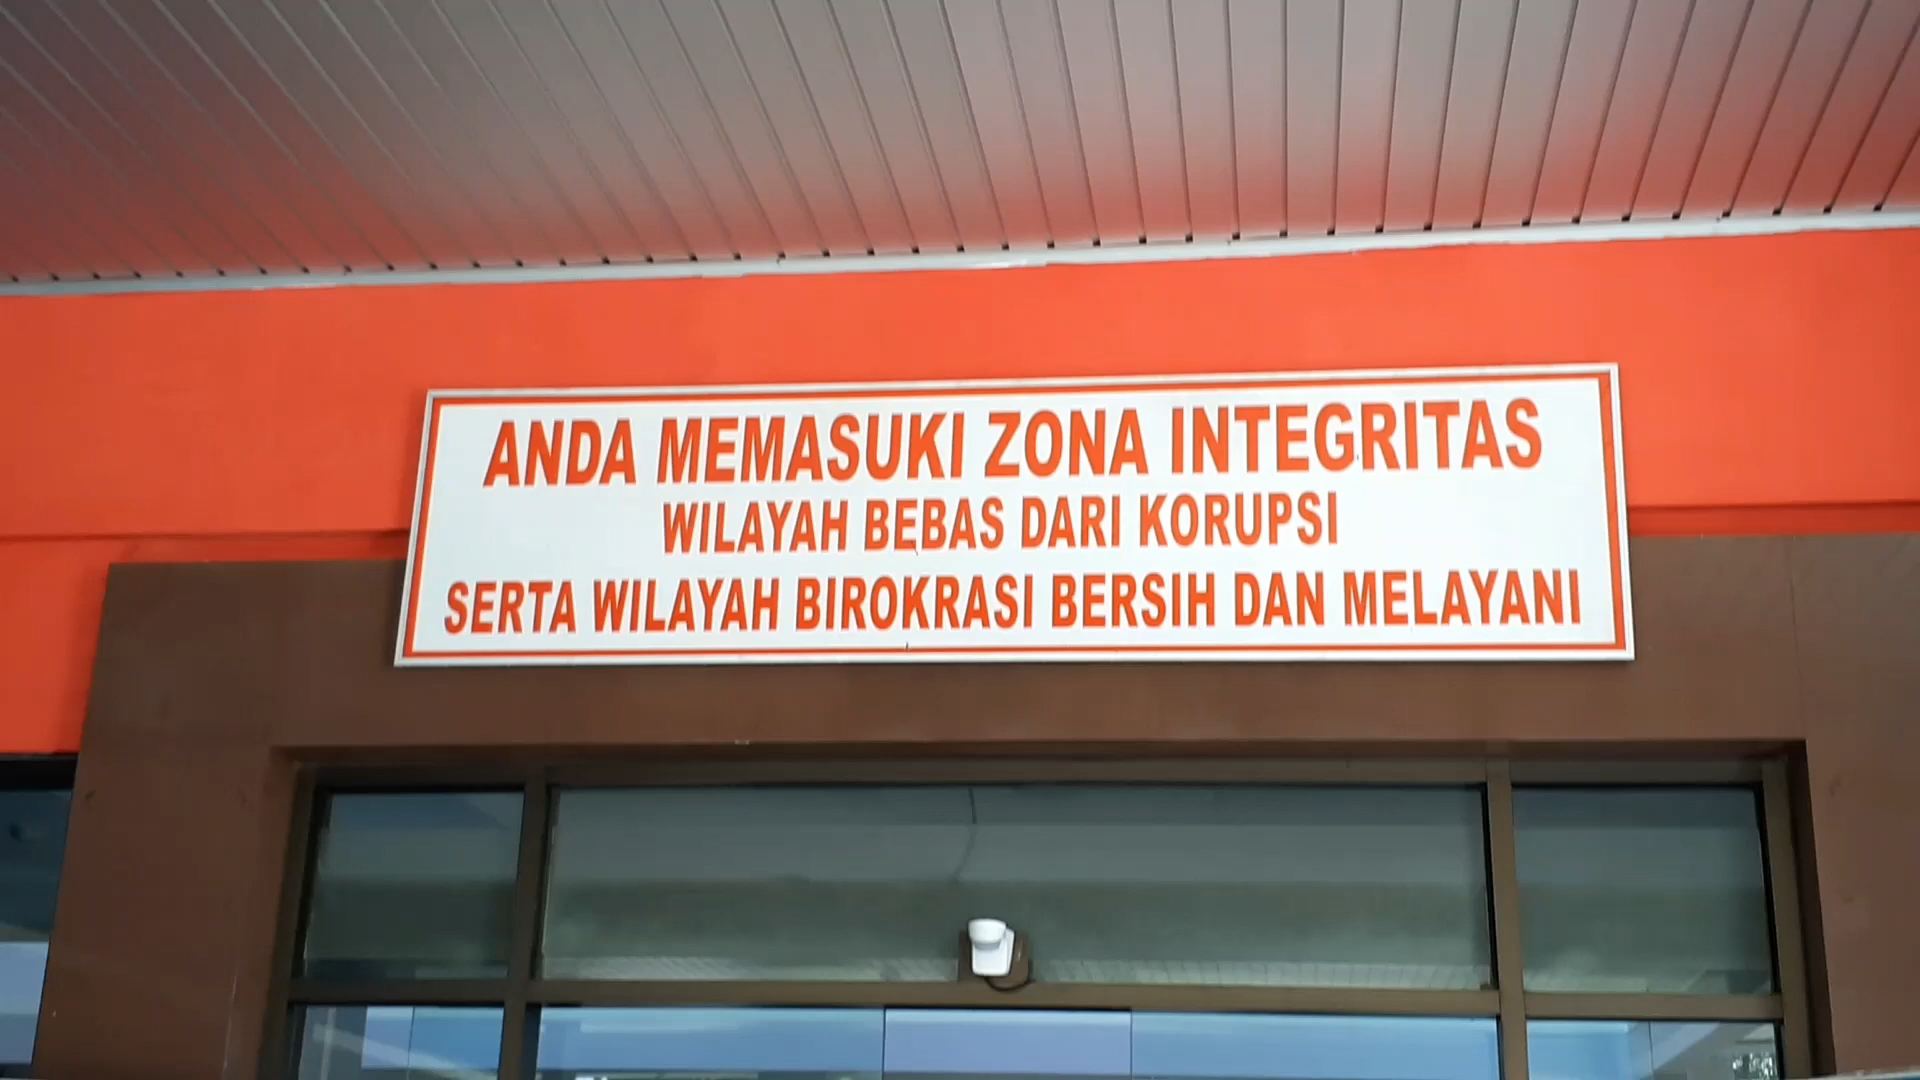 ANDA MEMASUKI ZONA INTEGRITAS
WILAYAH BEBAS DARI KORUPSI
SERTA WILAYAH BIROKRASI BERSIH DAN MELAYANI